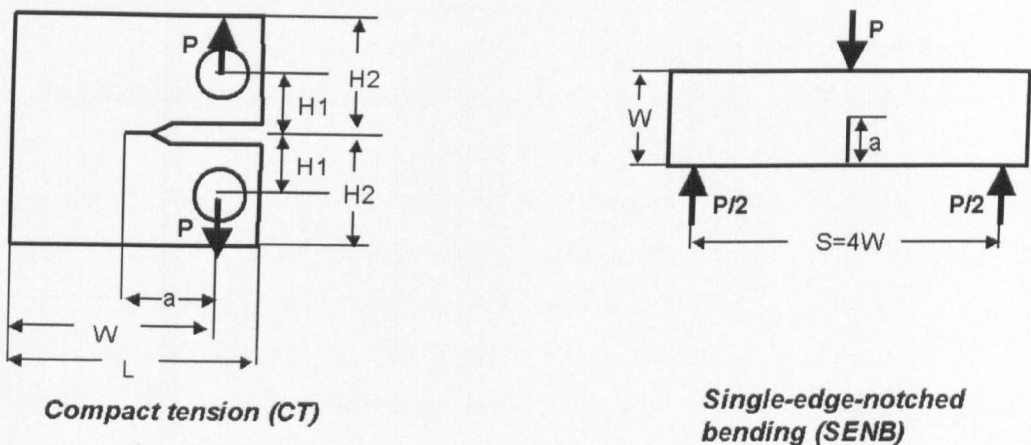 P
H1
H2
H1
H2
P
a
W
L
Compact tension (CT)
P
W
a
P/2
P/2
S=4W
Single-edge-notched
bending (SENB)